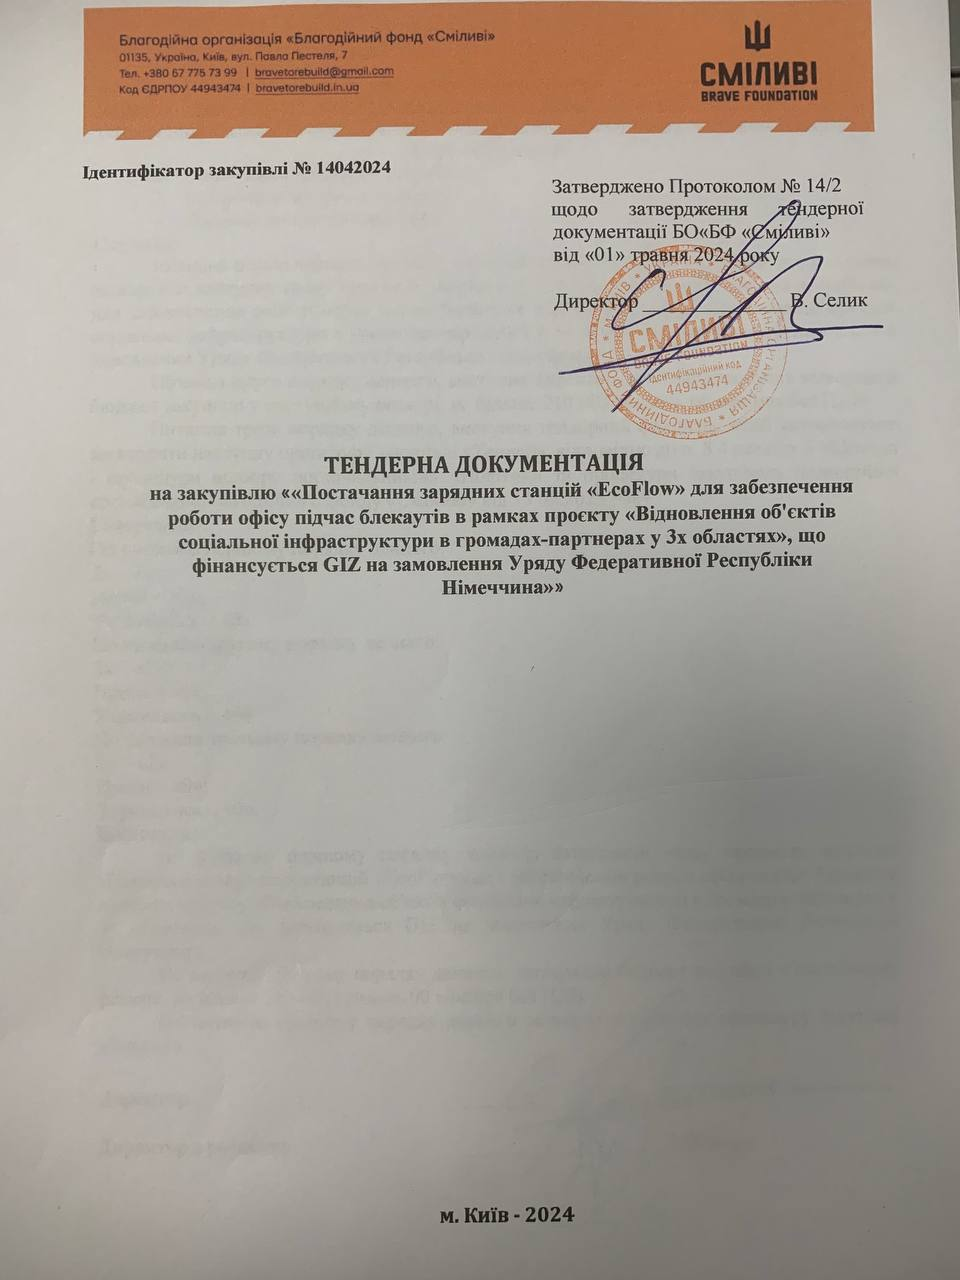 Благодійна організація «Благодійний фонд «Сміливі»
01135, Україна, Київ, вул. Павла Пестеля, 7
Тел. +380 67 775 73 99 | bravetorebuild@gmail.com
Код ЄДРПОУ 44943474 | bravetorebuild.in.ua
СМІЛИВІ
BRAVE FOUNDATION
Ідентифікатор закупівлі № 14042024
Затверджено Протоколом № 14/2
щодо затвердження тендерної
документації БО«БФ «Сміливі»
від «01» травня 2024 року
Директор В. Селик
СМІЛИВІ
BRAVE FOUNDATION
Ідентифікаційний код
44943474
ТЕНДЕРНА ДОКУМЕНТАЦІЯ
на закупівлю ««Постачання зарядних станцій «EcoFlow» для забезпечення
роботи офісу підчас блекаутів в рамках проєкту «Відновлення об'єктів
соціальної інфраструктури в громадах-партнерах у 3х областях», що
фінансується GIZ на замовлення Уряду Федеративної Республіки
Німеччина»»
м. Київ - 2024